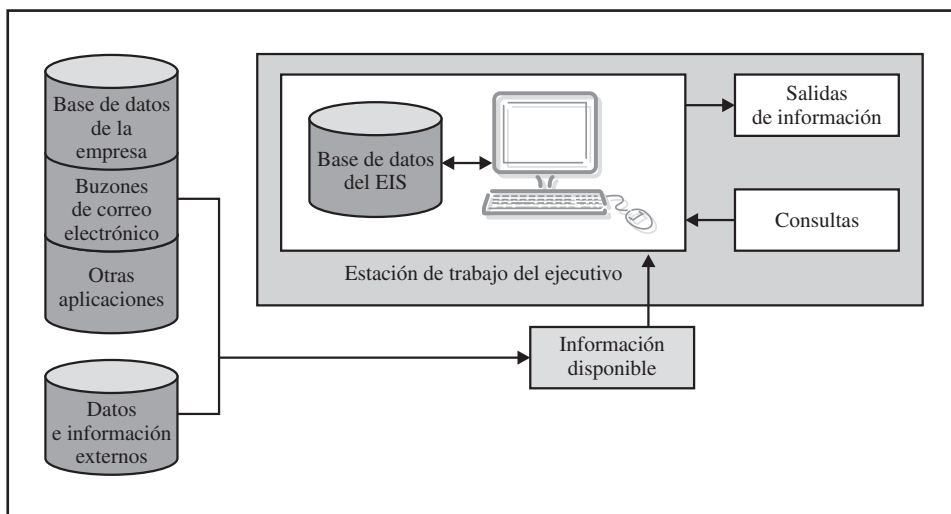 Base de datos
de la
empresa
Buzones
de correo
electrónico
Otras
aplicaciones
Datos
e información
externos
Base de datos
del EIS
Estación de trabajo del ejecutivo
Salidas
de información
Consultas
Información
disponible